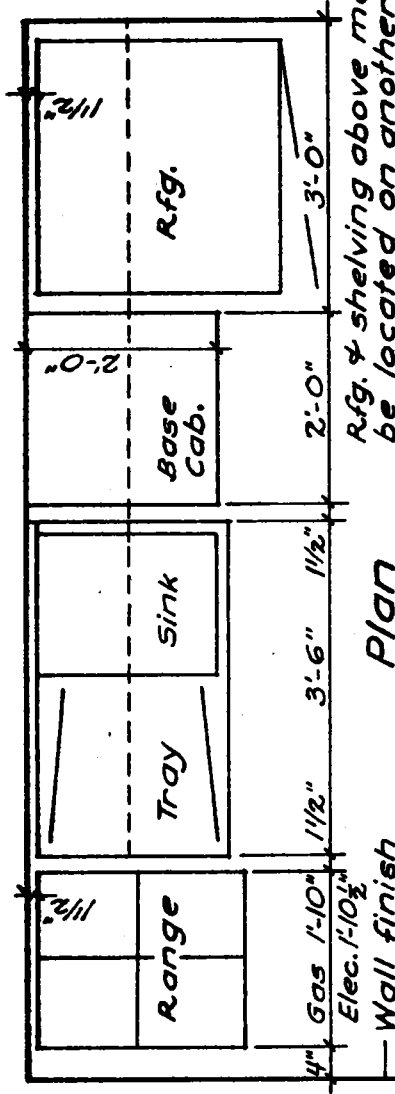 1½"
1½"
Range
Tray
Sink
Base
Cab.
2'-0"
Rfg.
4"
Gas 1'-10"
Elec. 1'-10½"
1½"
3'-6"
1½"
2'-0"
3'-0"
Wall finish
Plan
Rfg. & shelving above
be located on another